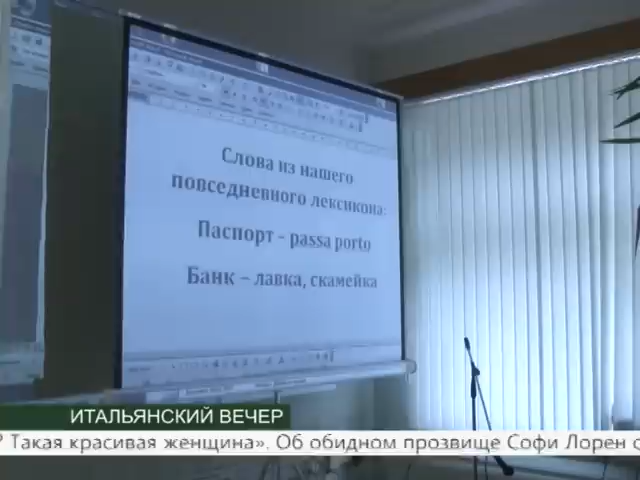 Слова из нашего
повседневного лексикона:
Паспорт - passa porto
Банк – лавка, скамейка
ИТАЛЬЯНСКИЙ ВЕЧЕР
? Такая красивая женщина». Об обидном прозвище Софи Лорен